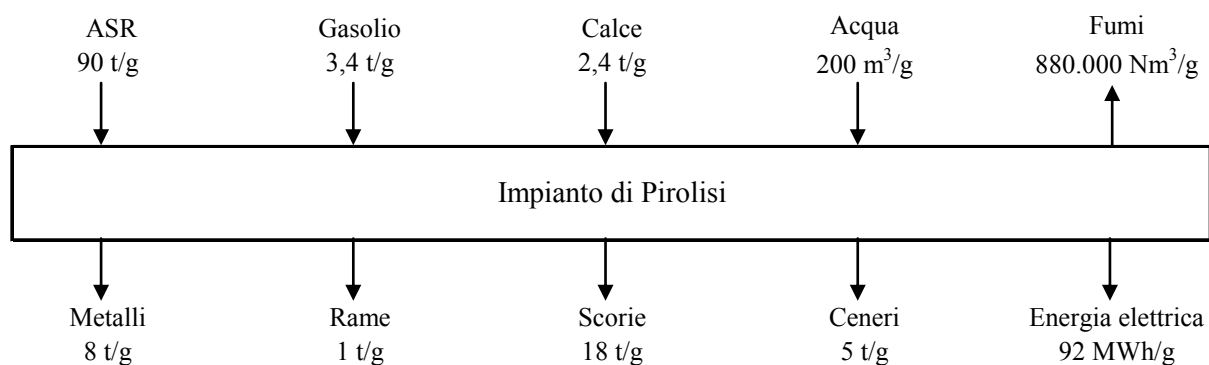 ASR Gasolio Calce Acqua Fumi
90 t/g 3,4 t/g 2,4 t/g 200 m³/g 880.000 Nm³/g
Impianto di Pirolisi
Metalli Rame Scorie Ceneri Energia elettrica
8 t/g 1 t/g 18 t/g 5 t/g 92 MWh/g